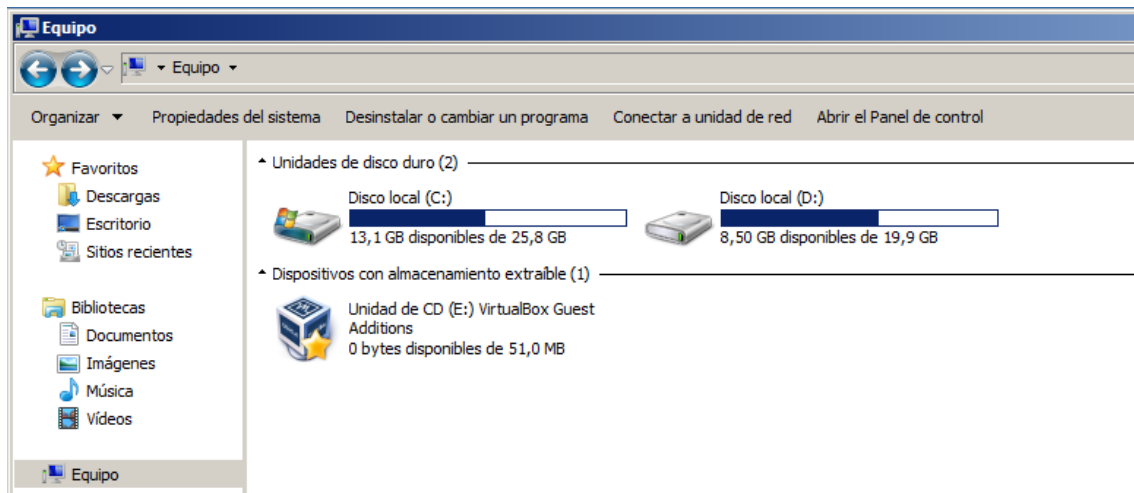 Equipo
Equipo
Organizar Propiedades del sistema Desinstalar o cambiar un programa Conectar a unidad de red Abrir el Panel de control
Favoritos
Descargas
Escritorio
Sitios recientes
Bibliotecas
Documentos
Imágenes
Música
Vídeos
Equipo
Unidades de disco duro (2)
Disco local (C:)
13,1 GB disponibles de 25,8 GB
Disco local (D:)
8,50 GB disponibles de 19,9 GB
Dispositivos con almacenamiento extraíble (1)
Unidad de CD (E:) VirtualBox Guest
Additions
0 bytes disponibles de 51,0 MB